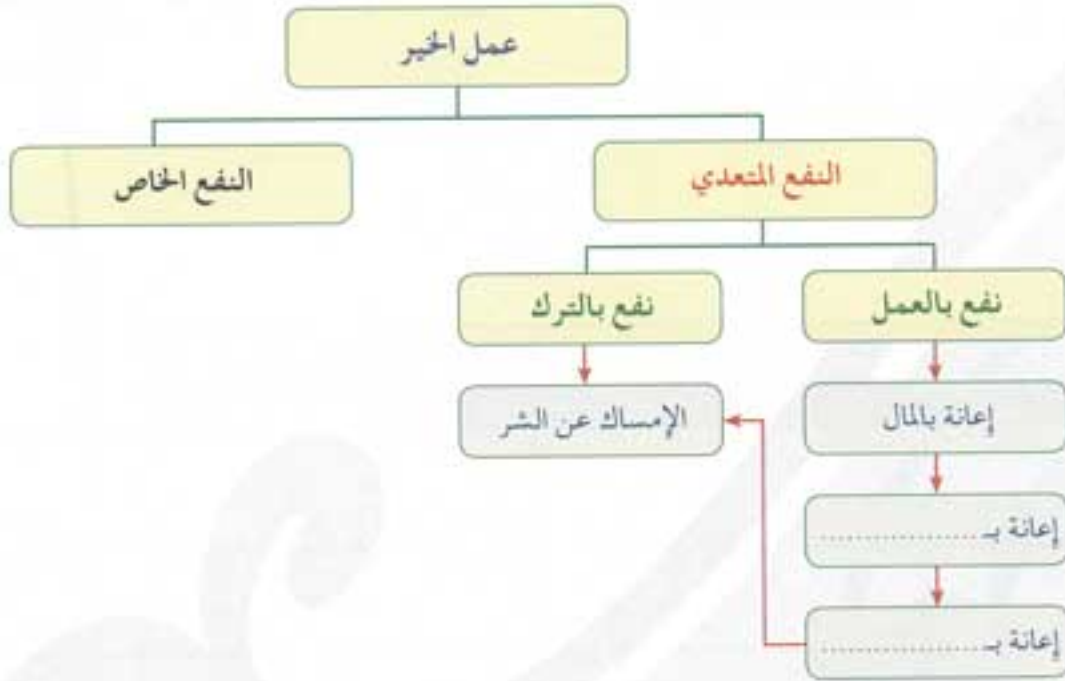 عمل الخير
النفع المتعدي
النفع الخاص
نفع بالعمل
نفع بالترك
إعانة بالمال
الإمساك عن الشر
إعانة بـ ....................
إعانة بـ ....................